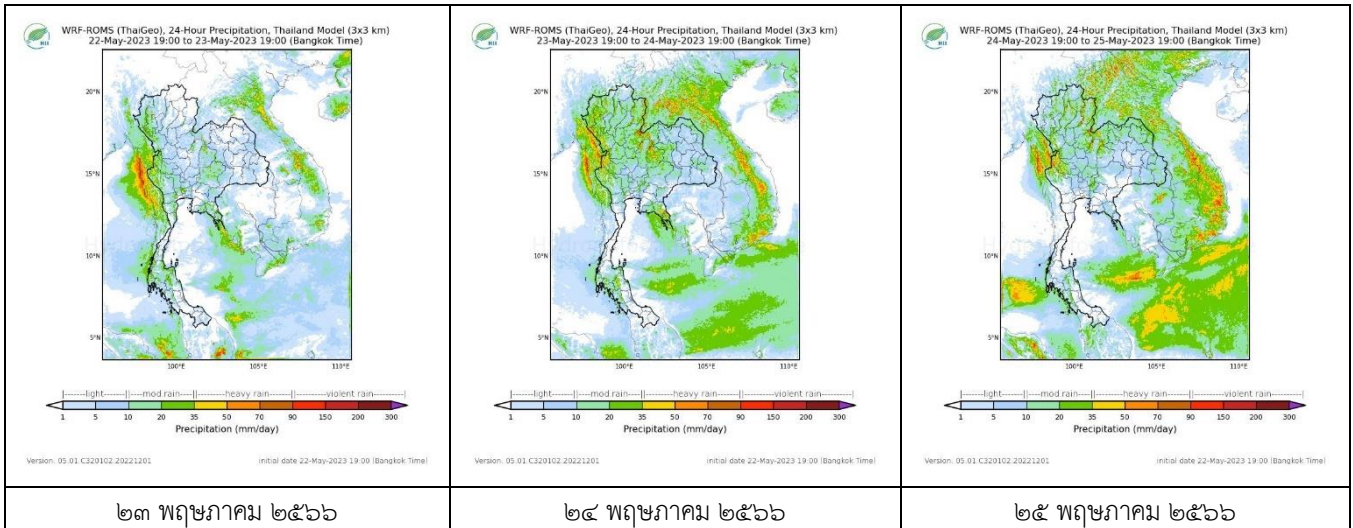 WRF-ROMS (ThaiGeo), 24-Hour Precipitation, Thailand Model (3x3 km)
22-May-2023 19:00 to 23-May-2023 19:00 (Bangkok Time)
HII
20°N
15°N
10°N
5°N
100°E
105°E
110°E
|------light------||----mod rain----||--------heavy rain--------||--------violent rain--------|
1 5 10 20 35 50 70 90 150 200 300
Precipitation (mm/day)
Version: 05.01.C320102.20221201
initial date 22-May-2023 19:00 (Bangkok Time)
๒๓ พฤษภาคม ๒๕๖๖
WRF-ROMS (ThaiGeo), 24-Hour Precipitation, Thailand Model (3x3 km)
23-May-2023 19:00 to 24-May-2023 19:00 (Bangkok Time)
HII
20°N
15°N
10°N
5°N
100°E
105°E
110°E
|------light------||----mod rain----||--------heavy rain--------||--------violent rain--------|
1 5 10 20 35 50 70 90 150 200 300
Precipitation (mm/day)
Version: 05.01.C320102.20221201
initial date 22-May-2023 19:00 (Bangkok Time)
๒๔ พฤษภาคม ๒๕๖๖
WRF-ROMS (ThaiGeo), 24-Hour Precipitation, Thailand Model (3x3 km)
24-May-2023 19:00 to 25-May-2023 19:00 (Bangkok Time)
HII
20°N
15°N
10°N
5°N
100°E
105°E
110°E
|------light------||----mod rain----||--------heavy rain--------||--------violent rain--------|
1 5 10 20 35 50 70 90 150 200 300
Precipitation (mm/day)
Version: 05.01.C320102.20221201
initial date 22-May-2023 19:00 (Bangkok Time)
๒๕ พฤษภาคม ๒๕๖๖